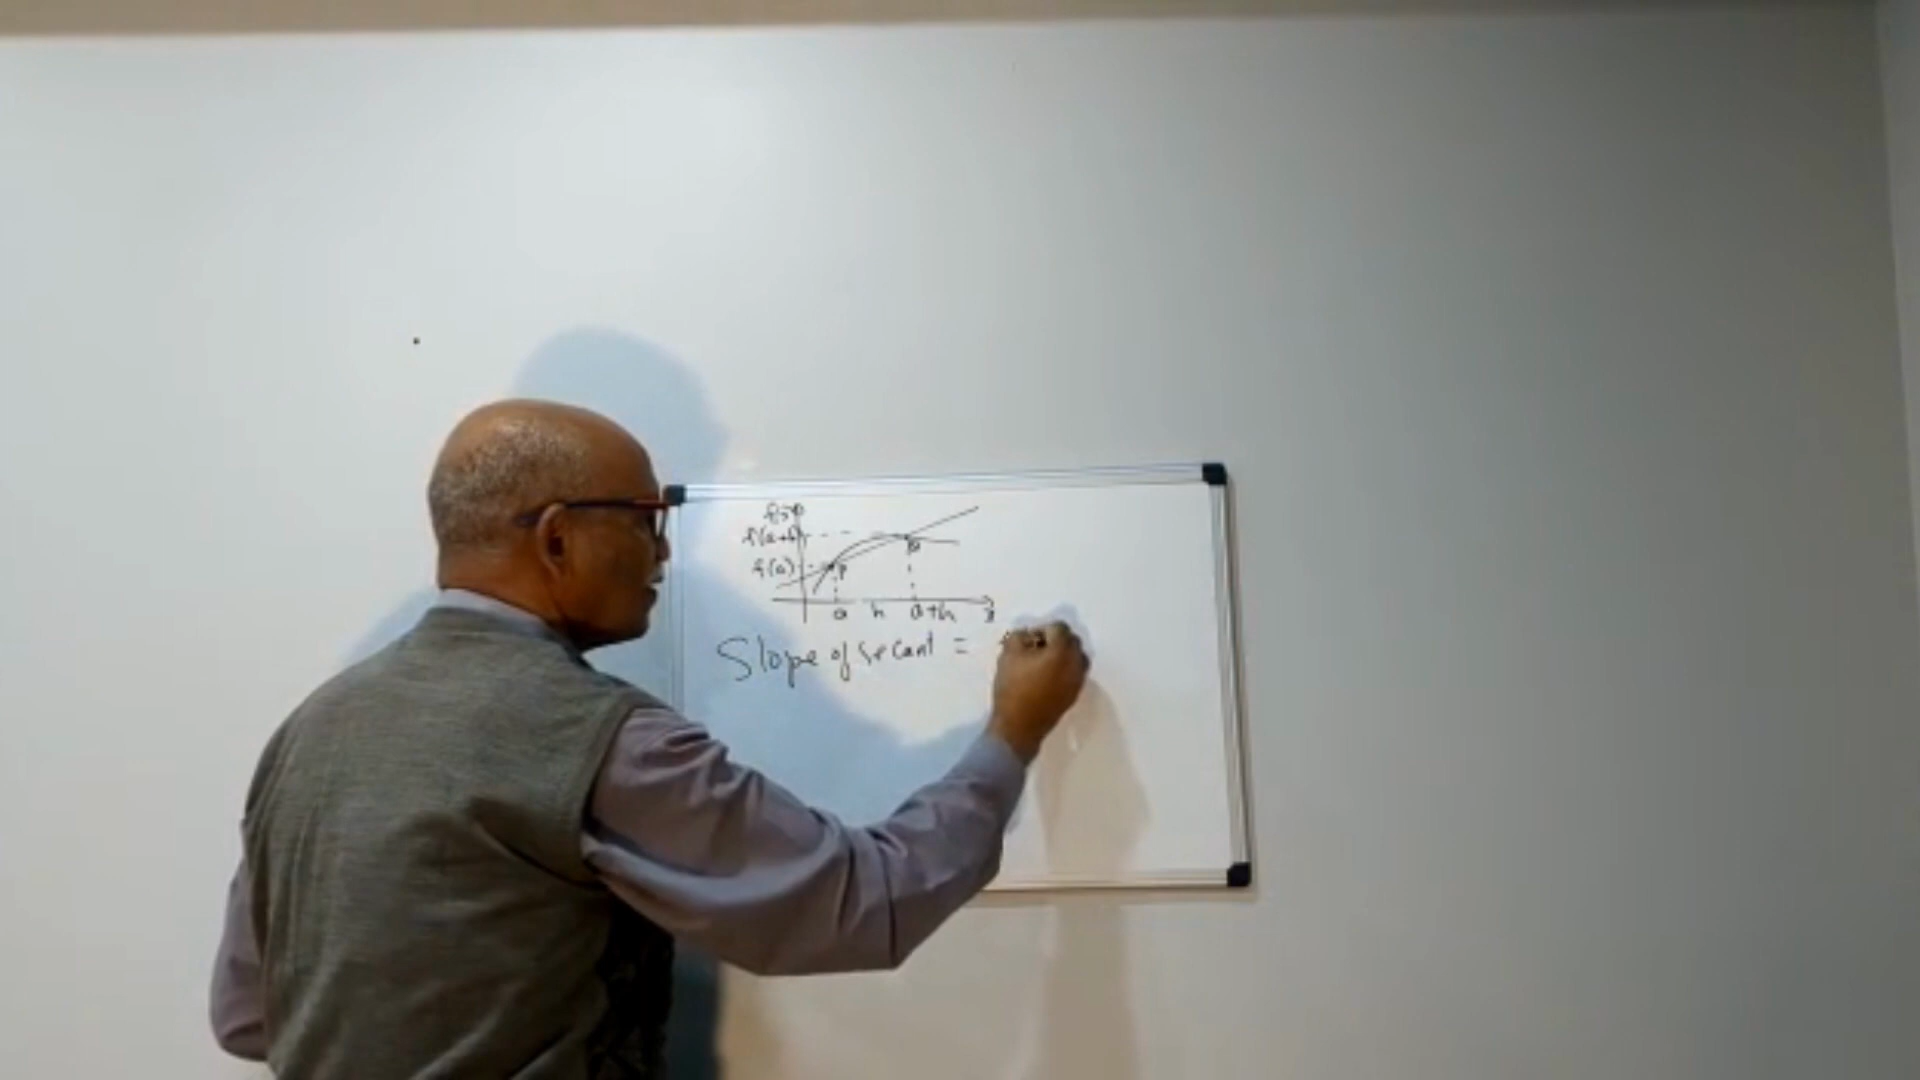 f(x)
f(a+h)
Q
f(a)
P
a h a+h x
Slope of secant =